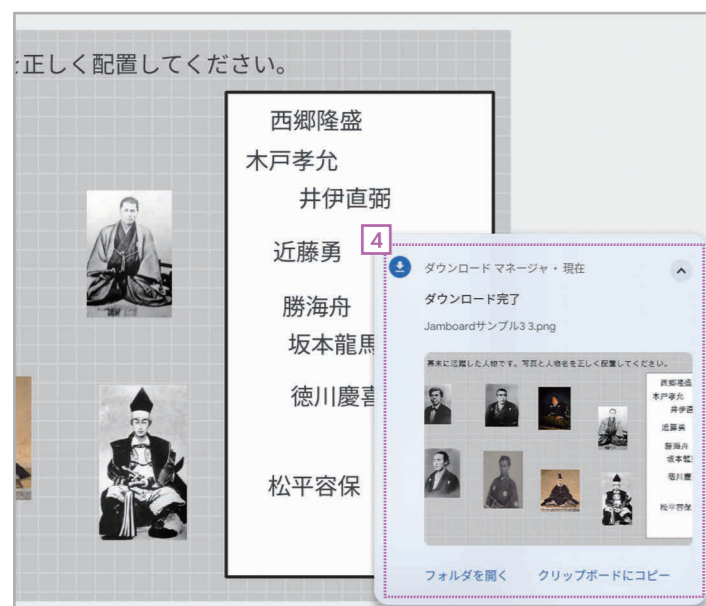 を正しく配置してください。
西郷隆盛
木戸孝允
井伊直弼
近藤勇
勝海舟
坂本龍馬
徳川慶喜
松平容保
4
ダウンロード マネージャ・現在
ダウンロード完了
Jamboardサンプル3 3.png
幕末に活躍した人物です。写真と人物名を正しく配置してください。
西郷隆盛
木戸孝允
井伊直
近藤勇
勝海舟
坂本龍
徳川慶
松平容保
フォルダを開く
クリップボードにコピー